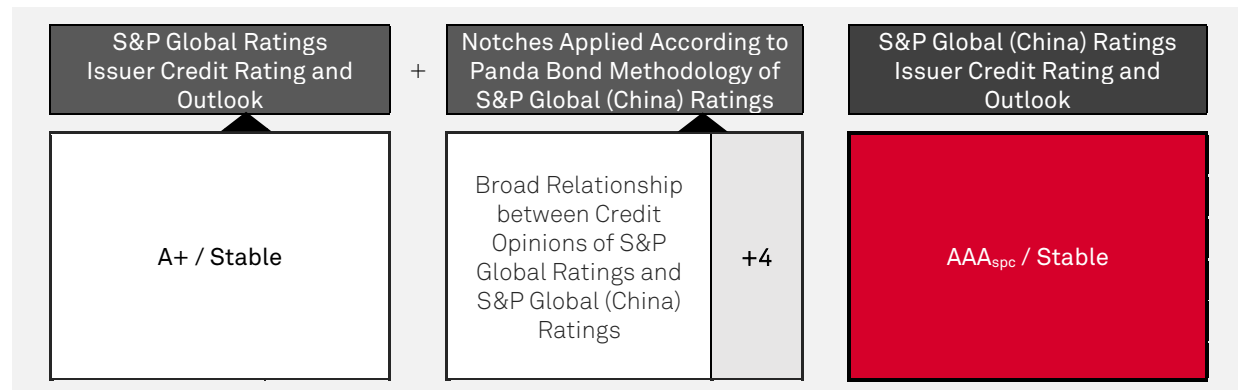 S&P Global Ratings
Issuer Credit Rating and
Outlook
+
Notches Applied According to
Panda Bond Methodology of
S&P Global (China) Ratings
S&P Global (China) Ratings
Issuer Credit Rating and
Outlook
A+ / Stable
Broad Relationship
between Credit
Opinions of S&P
Global Ratings and
S&P Global (China)
Ratings
+4
AAAspc / Stable